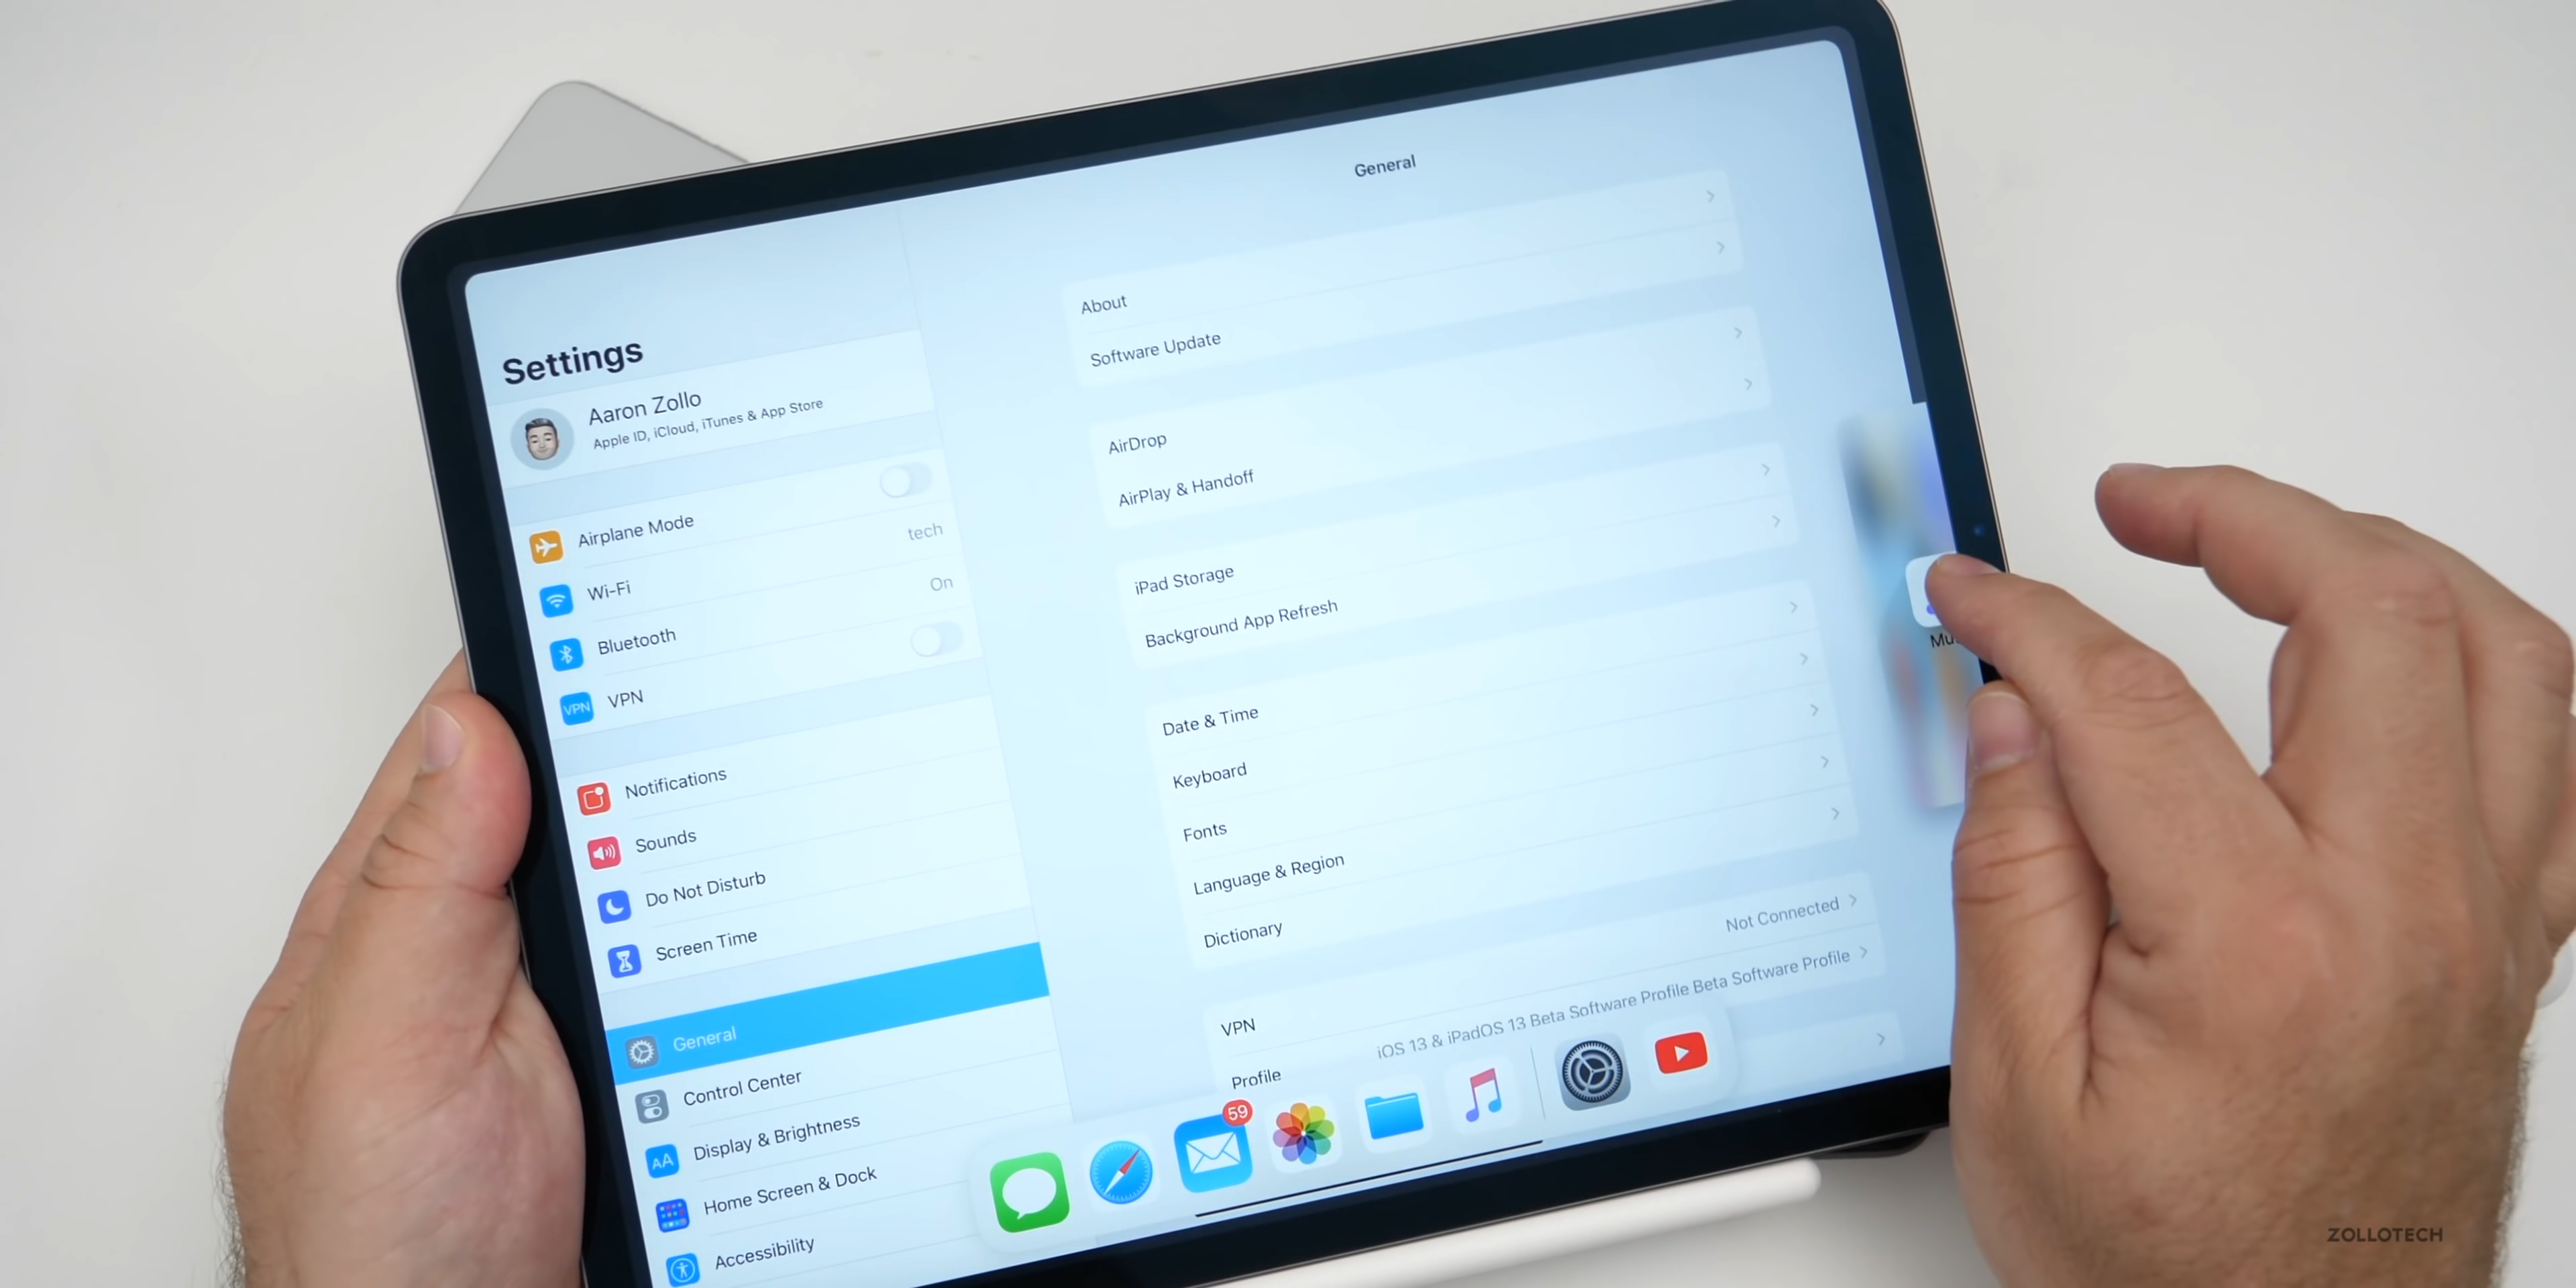 General
Settings
Aaron Zollo
Apple ID, iCloud, iTunes & App Store
Airplane Mode
Wi-Fi
tech
Bluetooth
On
VPN
VPN
Notifications
Sounds
Do Not Disturb
Screen Time
General
Control Center
AA
Display & Brightness
Home Screen & Dock
Accessibility
About
Software Update
AirDrop
AirPlay & Handoff
iPad Storage
Background App Refresh
Date & Time
Keyboard
Fonts
Language & Region
Dictionary
VPN
Not Connected
Profile
iOS 13 & iPadOS 13 Beta Software Profile Beta Software Profile
59
ZOLLOTECH